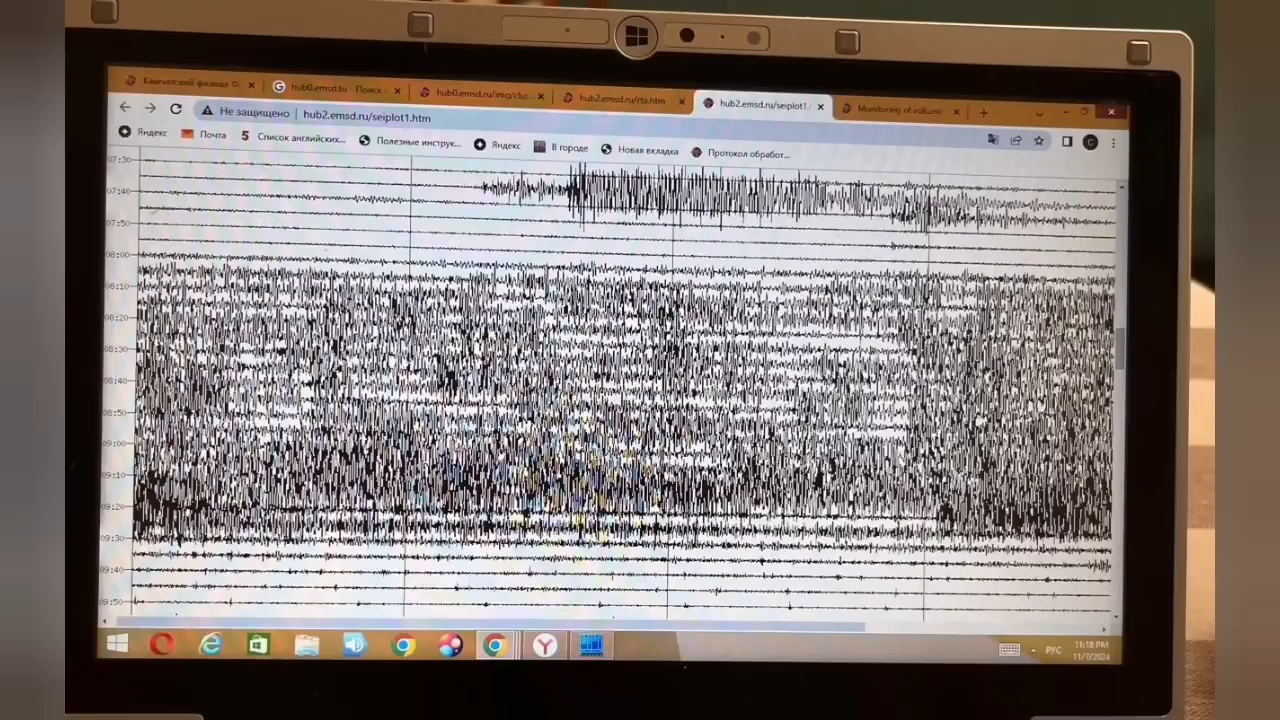 Камчатский филиал Ф
hub0.emsd.ru - Поиск
hub0.emsd.ru/img/clus
hub2.emsd.ru/rts.htm
hub2.emsd.ru/seiplot1.
Monitoring of volcanic
Не защищено
hub2.emsd.ru/seiplot1.htm
Яндекс
Почта
Список английских...
Полезные инструк...
Яндекс
В городе
Новая вкладка
Протокол обработ...
07:30
07:40
07:50
08:00
08:10
08:20
08:30
08:40
08:50
09:00
09:10
09:20
09:30
09:40
09:50
РУС
11:18 PM
11/7/2024